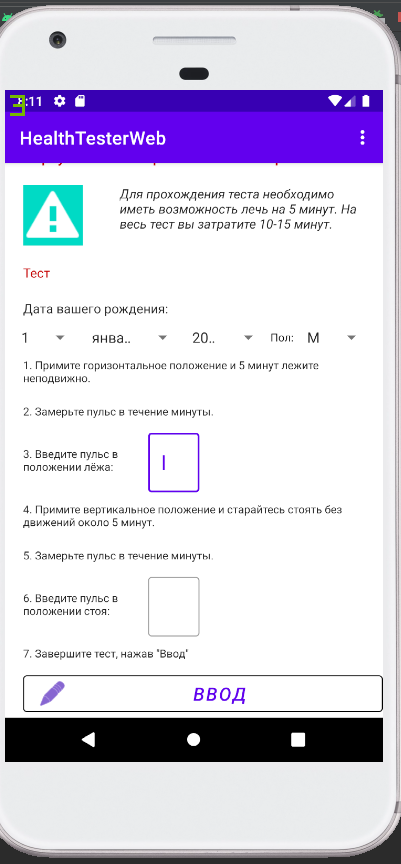 3:11
HealthTesterWeb
Для прохождения теста необходимо
иметь возможность лечь на 5 минут. На
весь тест вы затратите 10-15 минут.
Тест
Дата вашего рождения:
1 янва.. 20.. Пол: М
1. Примите горизонтальное положение и 5 минут лежите
неподвижно.
2. Замерьте пульс в течение минуты.
3. Введите пульс в
положении лёжа:
4. Примите вертикальное положение и старайтесь стоять без
движений около 5 минут.
5. Замерьте пульс в течение минуты.
6. Введите пульс в
положении стоя:
7. Завершите тест, нажав "Ввод"
ВВОД